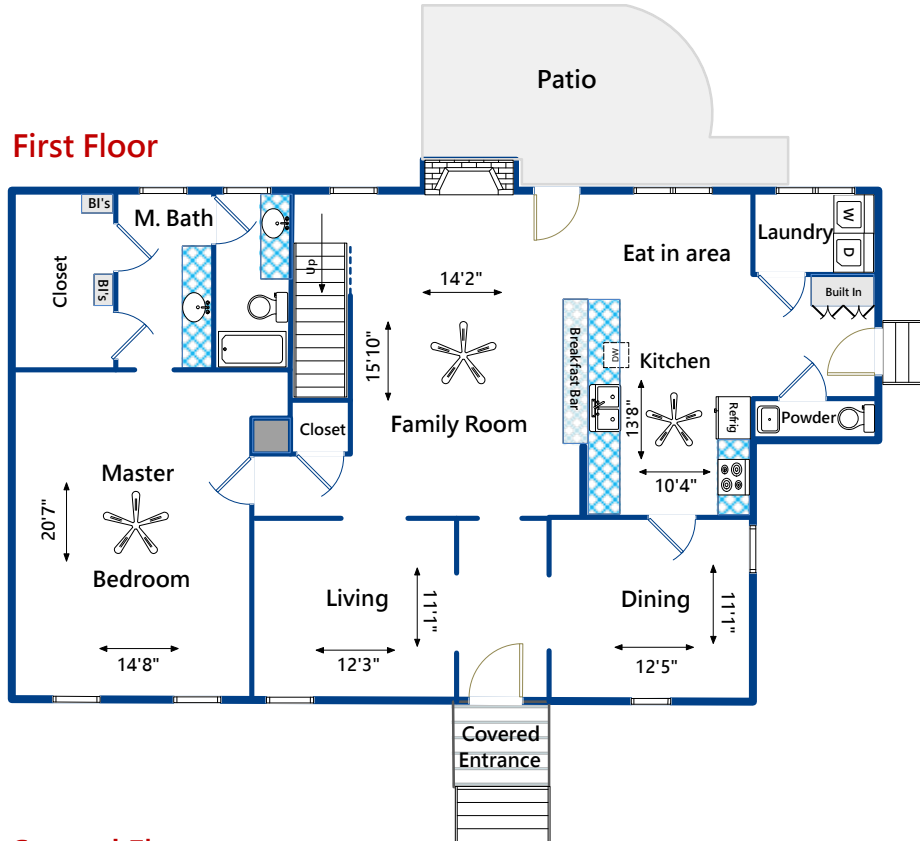 Patio
First Floor
BI's
M. Bath
W
Laundry
D
Closet
BI's
Up
Eat in area
14'2"
Built In
15'10"
Breakfast Bar
DW
Kitchen
Refrig
13'8"
Powder
Closet
Family Room
10'4"
Master
20'7"
Bedroom
Living
11'1"
Dining
11'1"
14'8"
12'3"
12'5"
Covered
Entrance